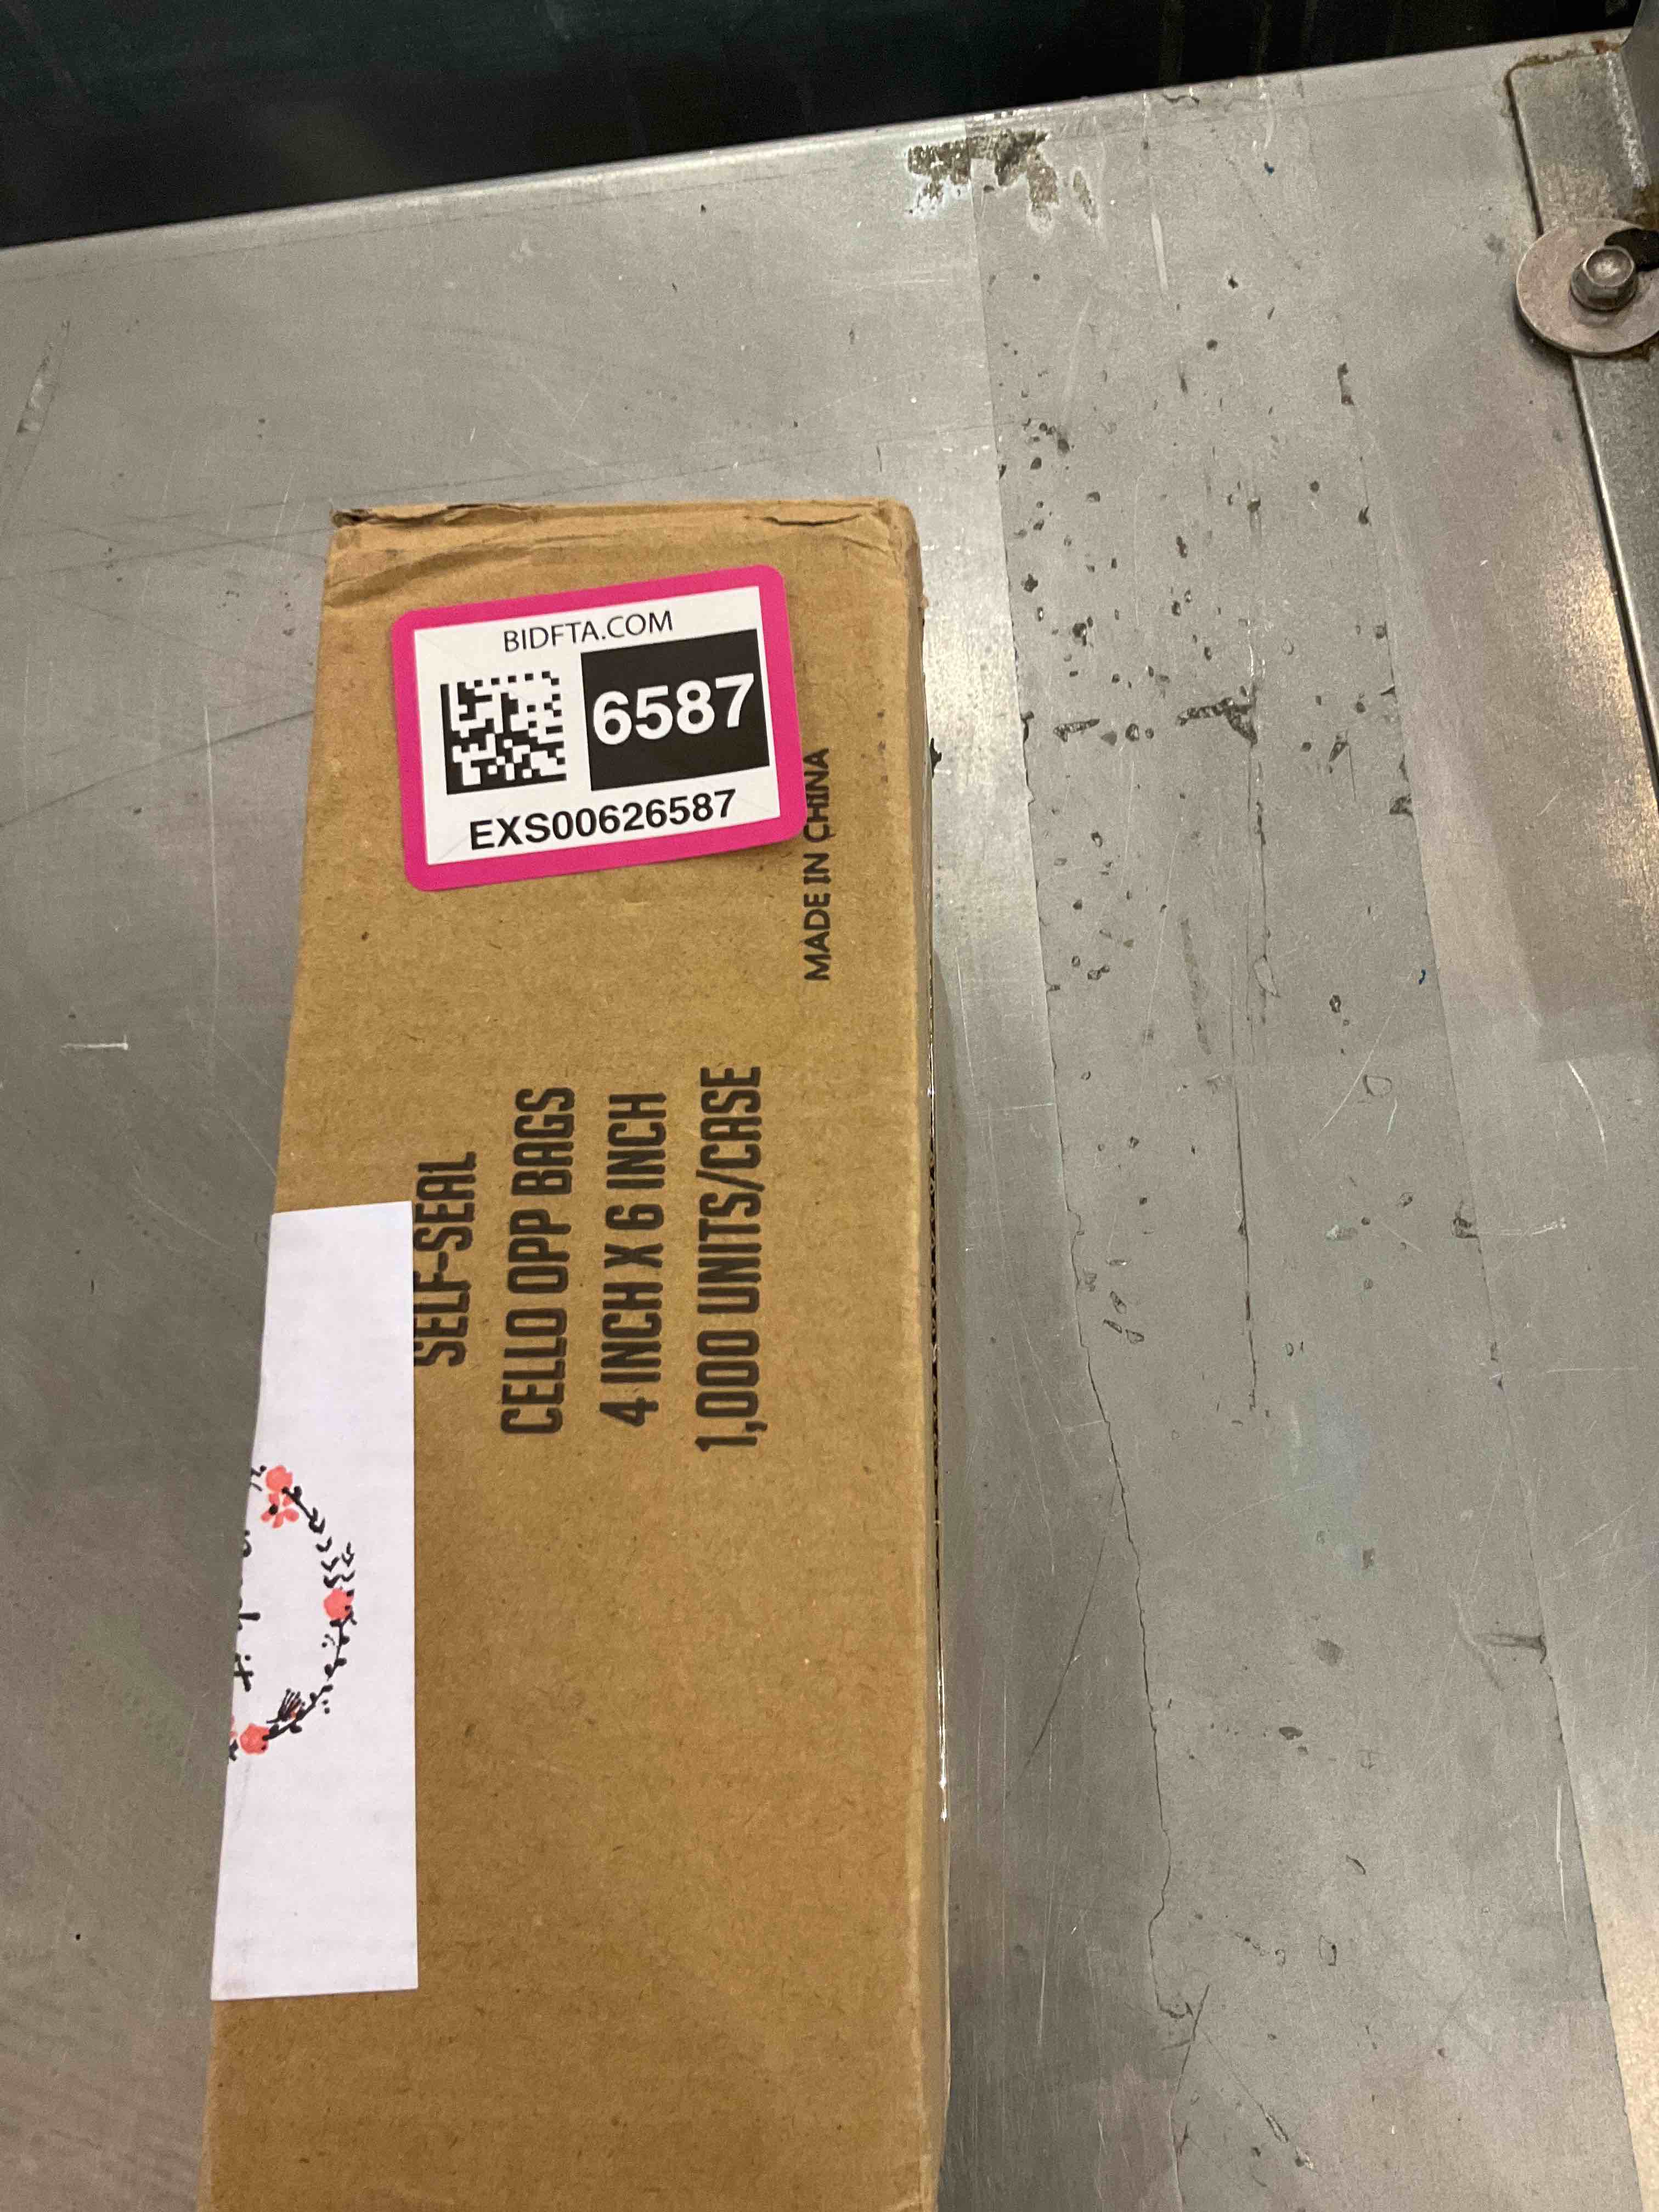 BIDFTA.COM
6587
EXS00626587
MADE IN CHINA
SELF-SEAL
CELLO OPP BAGS
4 INCH X 6 INCH
1,000 UNITS/CASE